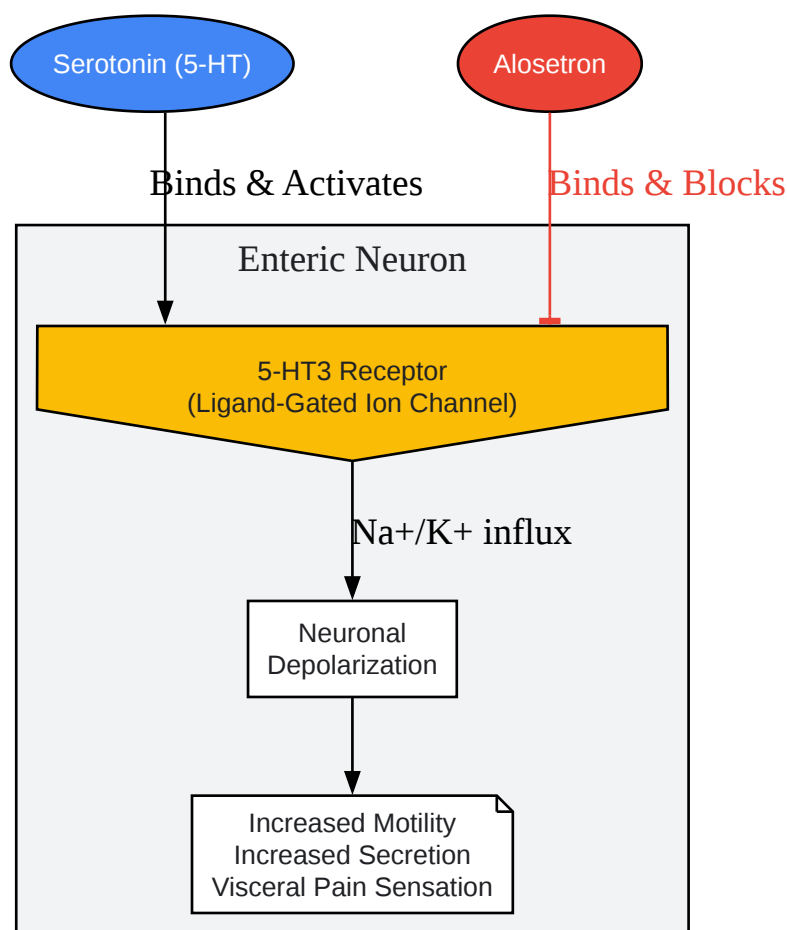 Serotonin (5-HT)
Alosetron
Binds & Activates
Binds & Blocks
Enteric Neuron
5-HT3 Receptor
(Ligand-Gated Ion Channel)
Na+/K+ influx
Neuronal
Depolarization
Increased Motility
Increased Secretion
Visceral Pain Sensation